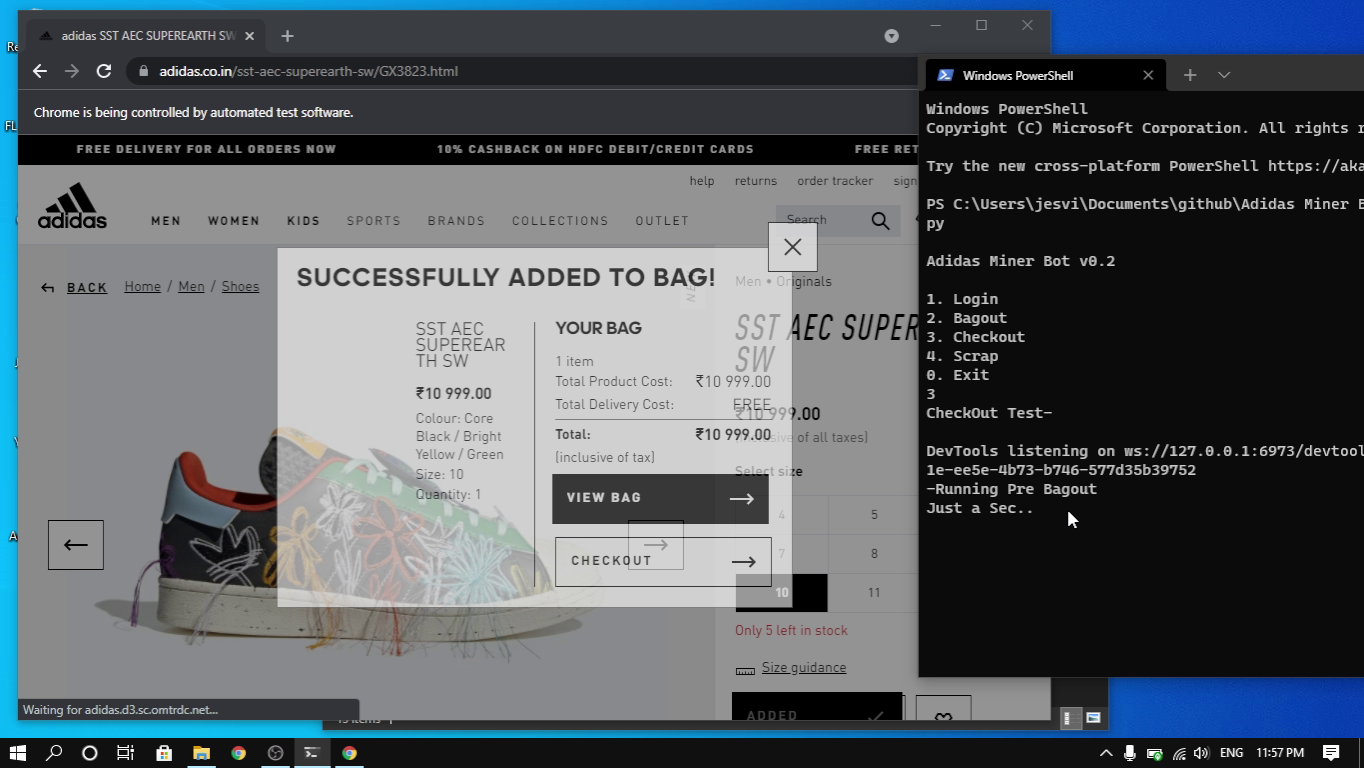 Re
FL
adidas SST AEC SUPEREARTH SW
adidas.co.in/sst-aec-superearth-sw/GX3823.html
Chrome is being controlled by automated test software.
FREE DELIVERY FOR ALL ORDERS NOW
10% CASHBACK ON HDFC DEBIT/CREDIT CARDS
FREE RET
help
returns
order tracker
sign
adidas
MEN
WOMEN
KIDS
SPORTS
BRANDS
COLLECTIONS
OUTLET
Search
BACK
Home / Men / Shoes
SUCCESSFULLY ADDED TO BAG!
SST AEC
SUPEREAR
TH SW
₹10 999.00
Colour: Core
Black / Bright
Yellow / Green
Size: 10
Quantity: 1
YOUR BAG
1 item
Total Product Cost: ₹10 999.00
Total Delivery Cost: FREE
Total: ₹10 999.00
(inclusive of tax)
VIEW BAG
CHECKOUT
Men • Originals
SST AEC SUPER
SW
₹10 999.00
(inclusive of all taxes)
Select size
4
5
7
8
10
11
Only 5 left in stock
Size guidance
ADDED
Waiting for adidas.d3.sc.omtrdc.net...
Windows PowerShell
Windows PowerShell
Copyright (C) Microsoft Corporation. All rights r
Try the new cross-platform PowerShell https://aka
PS C:\Users\jesvi\Documents\github\Adidas Miner B
py
Adidas Miner Bot v0.2
1. Login
2. Bagout
3. Checkout
4. Scrap
0. Exit
3
CheckOut Test-
DevTools listening on ws://127.0.0.1:6973/devtool
1e-ee5e-4b73-b746-577d35b39752
-Running Pre Bagout
Just a Sec..
ENG
11:57 PM